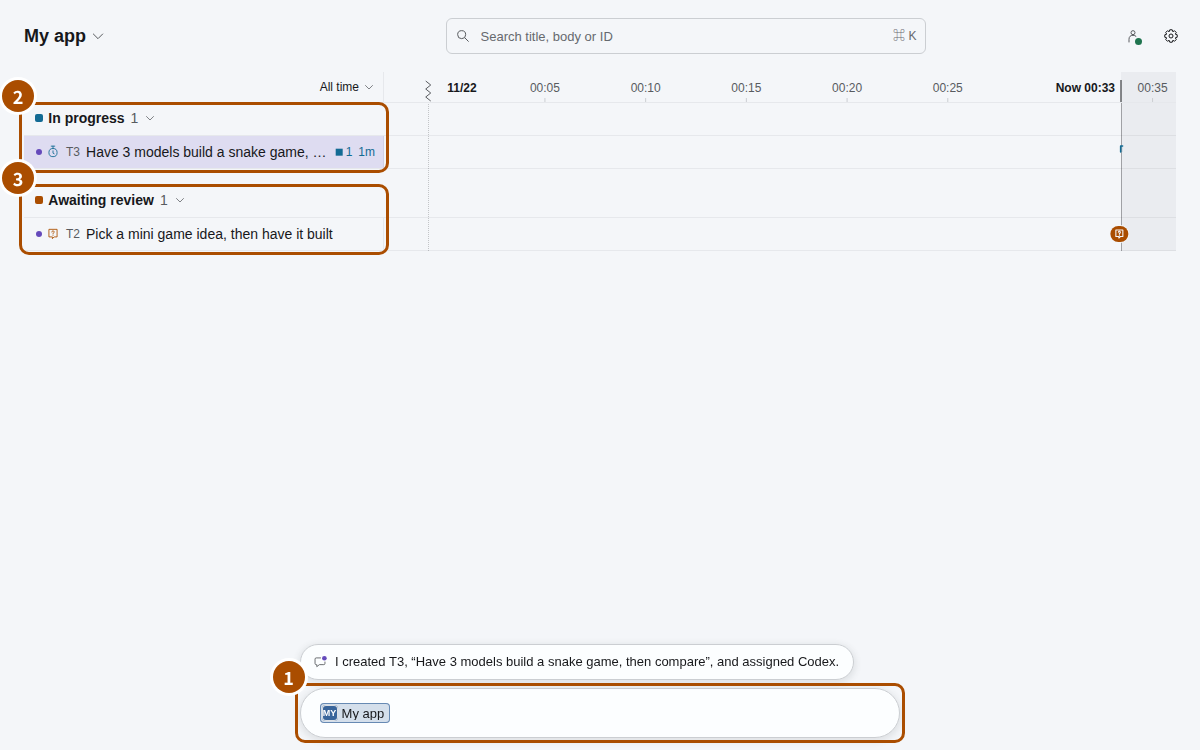 My app
Search title, body or ID
⌘ K
All time
11/22 00:05 00:10 00:15 00:20 00:25 Now 00:33 00:35
2
In progress 1
T3 Have 3 models build a snake game, … 1 1m
3
Awaiting review 1
T2 Pick a mini game idea, then have it built
I created T3, “Have 3 models build a snake game, then compare”, and assigned Codex.
1
MY My app